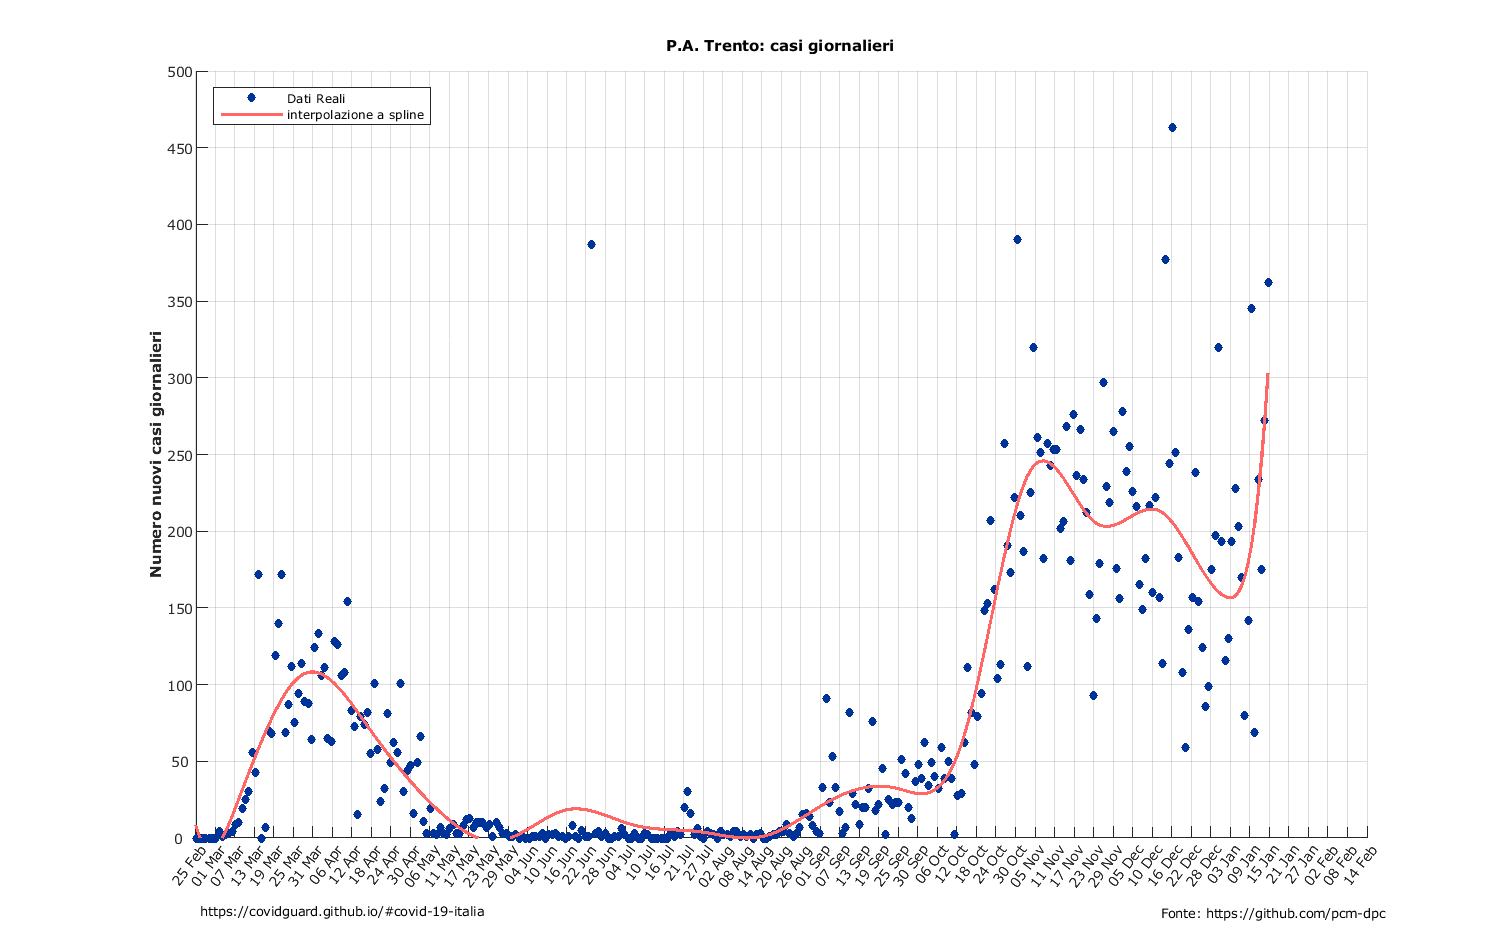 P.A. Trento: casi giornalieri
Dati Reali
interpolazione a spline
Numero nuovi casi giornalieri
500
450
400
350
300
250
200
150
100
50
0
25 Feb
01 Mar
07 Mar
13 Mar
19 Mar
25 Mar
31 Mar
06 Apr
12 Apr
18 Apr
24 Apr
30 Apr
06 May
11 May
17 May
23 May
29 May
04 Jun
10 Jun
16 Jun
22 Jun
28 Jun
04 Jul
10 Jul
16 Jul
21 Jul
27 Jul
02 Aug
08 Aug
14 Aug
20 Aug
26 Aug
01 Sep
07 Sep
13 Sep
19 Sep
25 Sep
30 Oct
06 Oct
12 Oct
18 Oct
24 Oct
30 Oct
05 Nov
11 Nov
17 Nov
23 Nov
29 Dec
05 Dec
10 Dec
16 Dec
22 Dec
28 Dec
03 Jan
09 Jan
15 Jan
21 Jan
27 Jan
02 Feb
08 Feb
14 Feb
https://covidguard.github.io/#covid-19-italia
Fonte: https://github.com/pcm-dpc